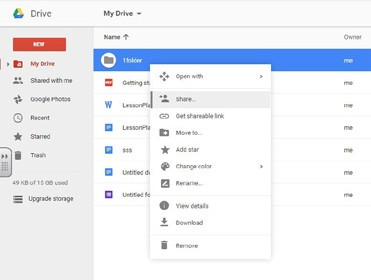 Drive
My Drive
NEW
My Drive
Shared with me
Google Photos
Recent
Starred
Trash
49 KB of 15 GB used
Upgrade storage
Name
Owner
1folder
me
Getting sta
me
LessonPla
me
LessonPla
me
sss
me
Untitled do
me
Untitled fo
me
Open with
Share...
Get shareable link
Move to...
Add star
Change color
Rename...
View details
Download
Remove